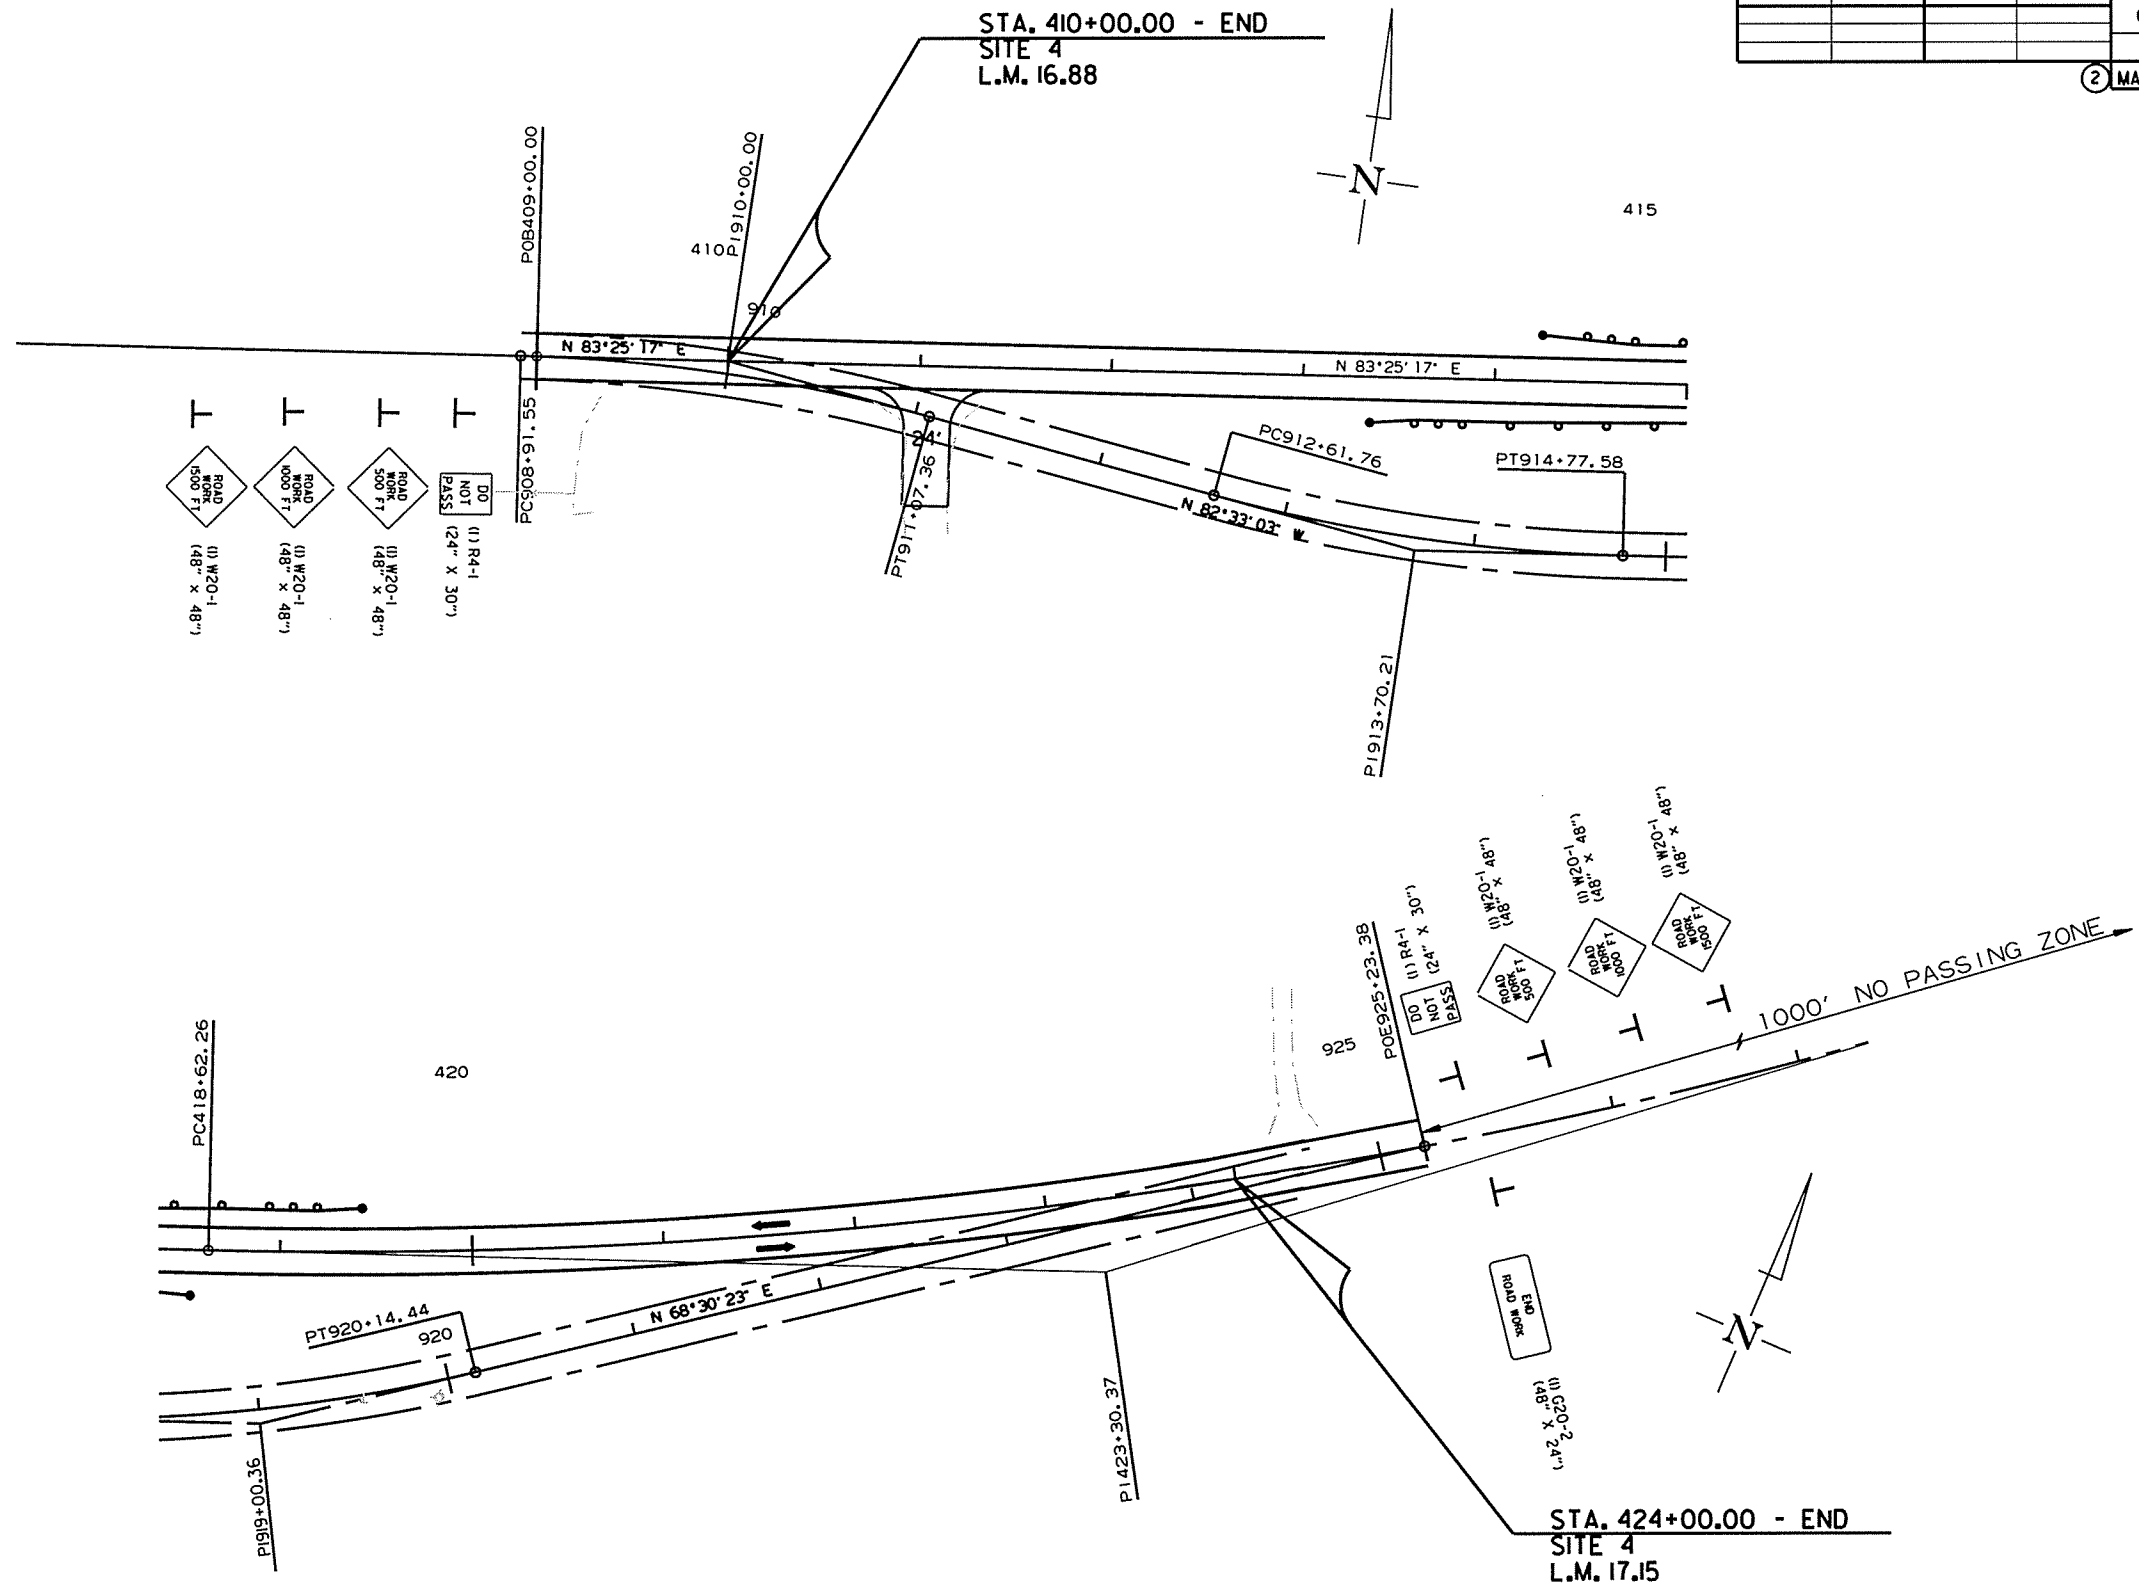 STA. 410+00.00 - END
SITE 4
L.M. 16.88
2
MA
POB409+00.00
PI910+00.00
410
910
N
415
N 83°25'17" E
N 83°25'17" E
PC908+91.55
24'
PT911+07.36
PC912+61.76
PT914+77.58
N 82°33'03" W
PI913+70.21
ROAD
WORK
1500 FT
(1) W20-1
(48" X 48")
ROAD
WORK
1000 FT
(1) W20-1
(48" X 48")
ROAD
WORK
500 FT
(1) W20-1
(48" X 48")
DO
NOT
PASS
(1) R4-1
(24" X 30")
PC418+62.26
420
925
POE925+23.38
DO
NOT
PASS
(1) R4-1
(24" X 30")
ROAD
WORK
500 FT
(1) W20-1
(48" X 48")
ROAD
WORK
1000 FT
(1) W20-1
(48" X 48")
ROAD
WORK
1500 FT
(1) W20-1
(48" X 48")
1000' NO PASSING ZONE
PT920+14.44
920
N 68°30'23" E
PI919+00.36
PI423+30.37
END
ROAD WORK
(1) G20-2
(48" X 24")
N
STA. 424+00.00 - END
SITE 4
L.M. 17.15